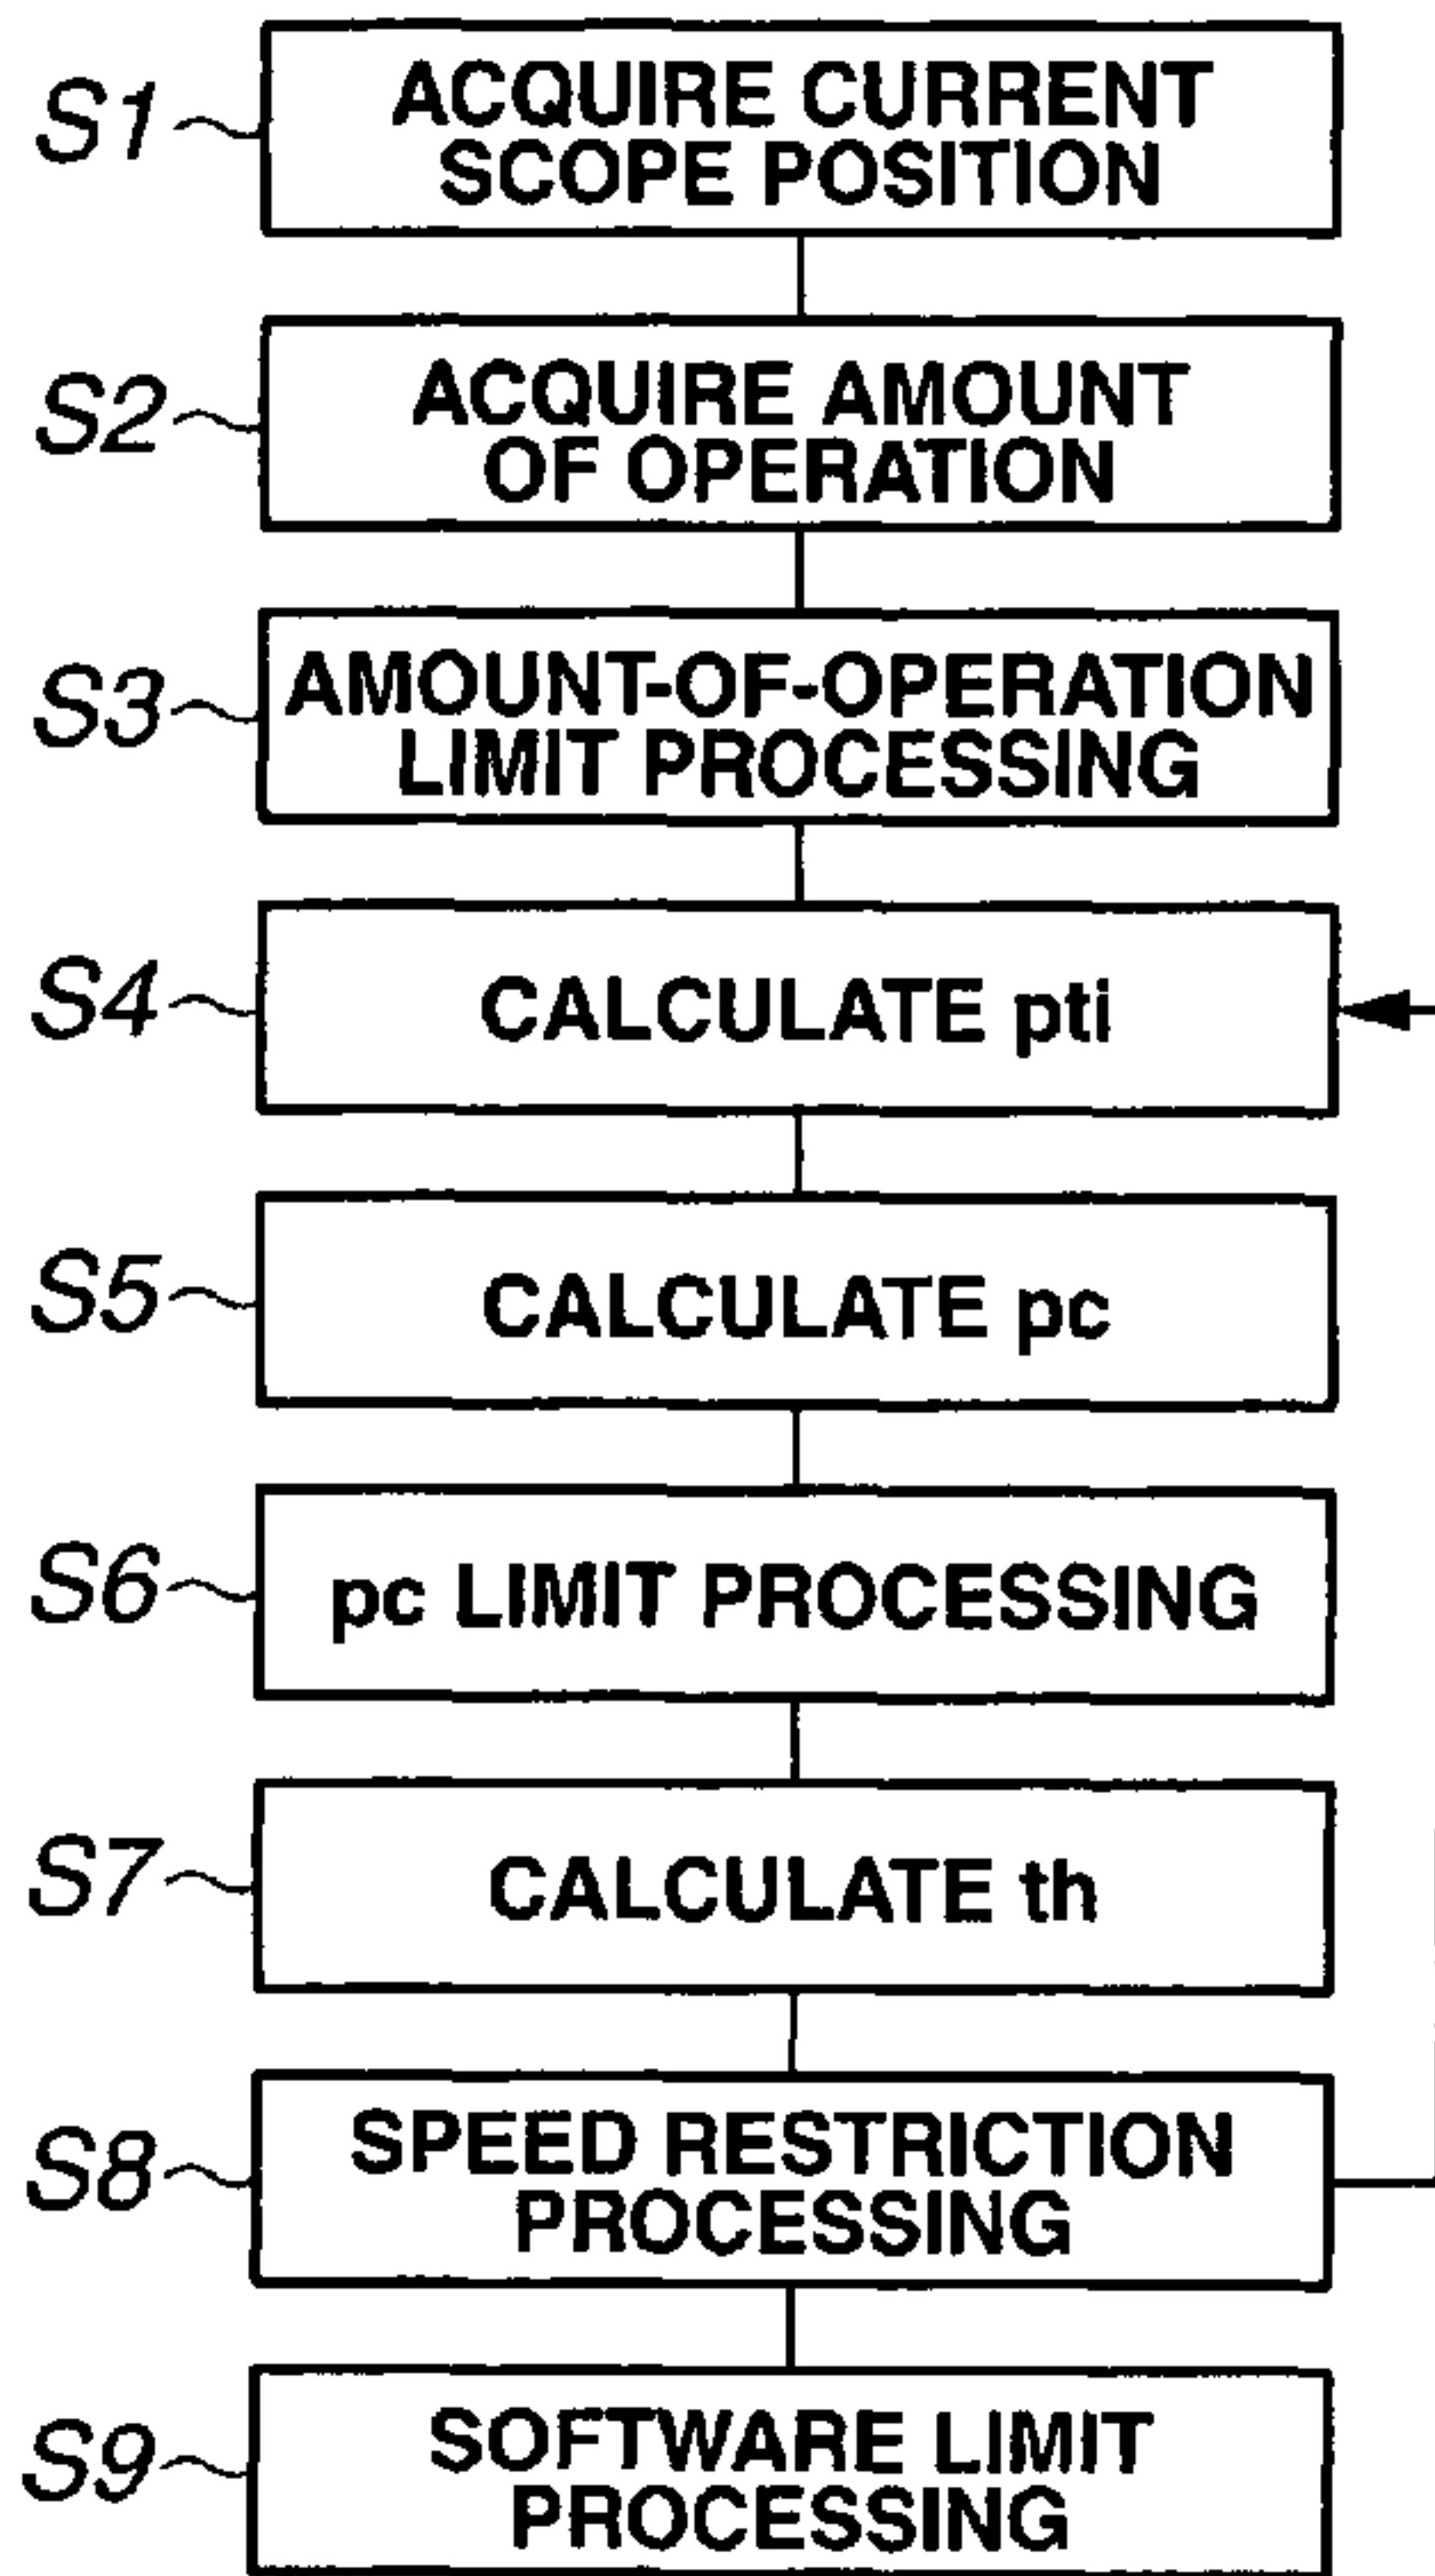 S1
ACQUIRE CURRENT
SCOPE POSITION
S2
ACQUIRE AMOUNT
OF OPERATION
S3
AMOUNT-OF-OPERATION
LIMIT PROCESSING
S4
CALCULATE pti
S5
CALCULATE pc
S6
pc LIMIT PROCESSING
S7
CALCULATE th
S8
SPEED RESTRICTION
PROCESSING
S9
SOFTWARE LIMIT
PROCESSING